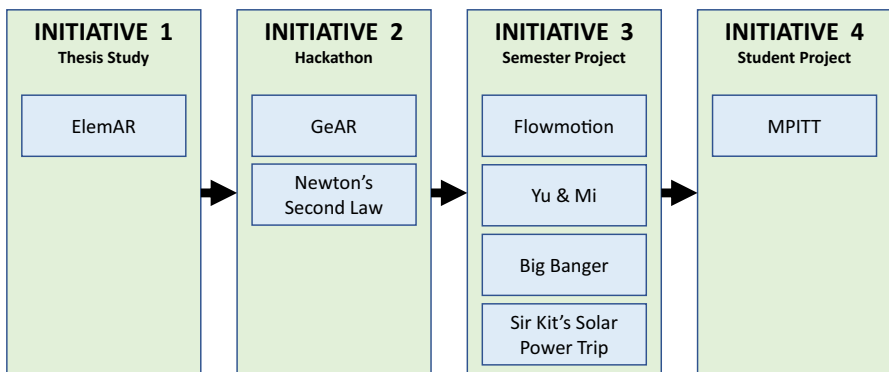 INITIATIVE 1
Thesis Study
ElemAR
INITIATIVE 2
Hackathon
GeAR
Newton's
Second Law
INITIATIVE 3
Semester Project
Flowmotion
Yu & Mi
Big Banger
Sir Kit's Solar
Power Trip
INITIATIVE 4
Student Project
MPITT